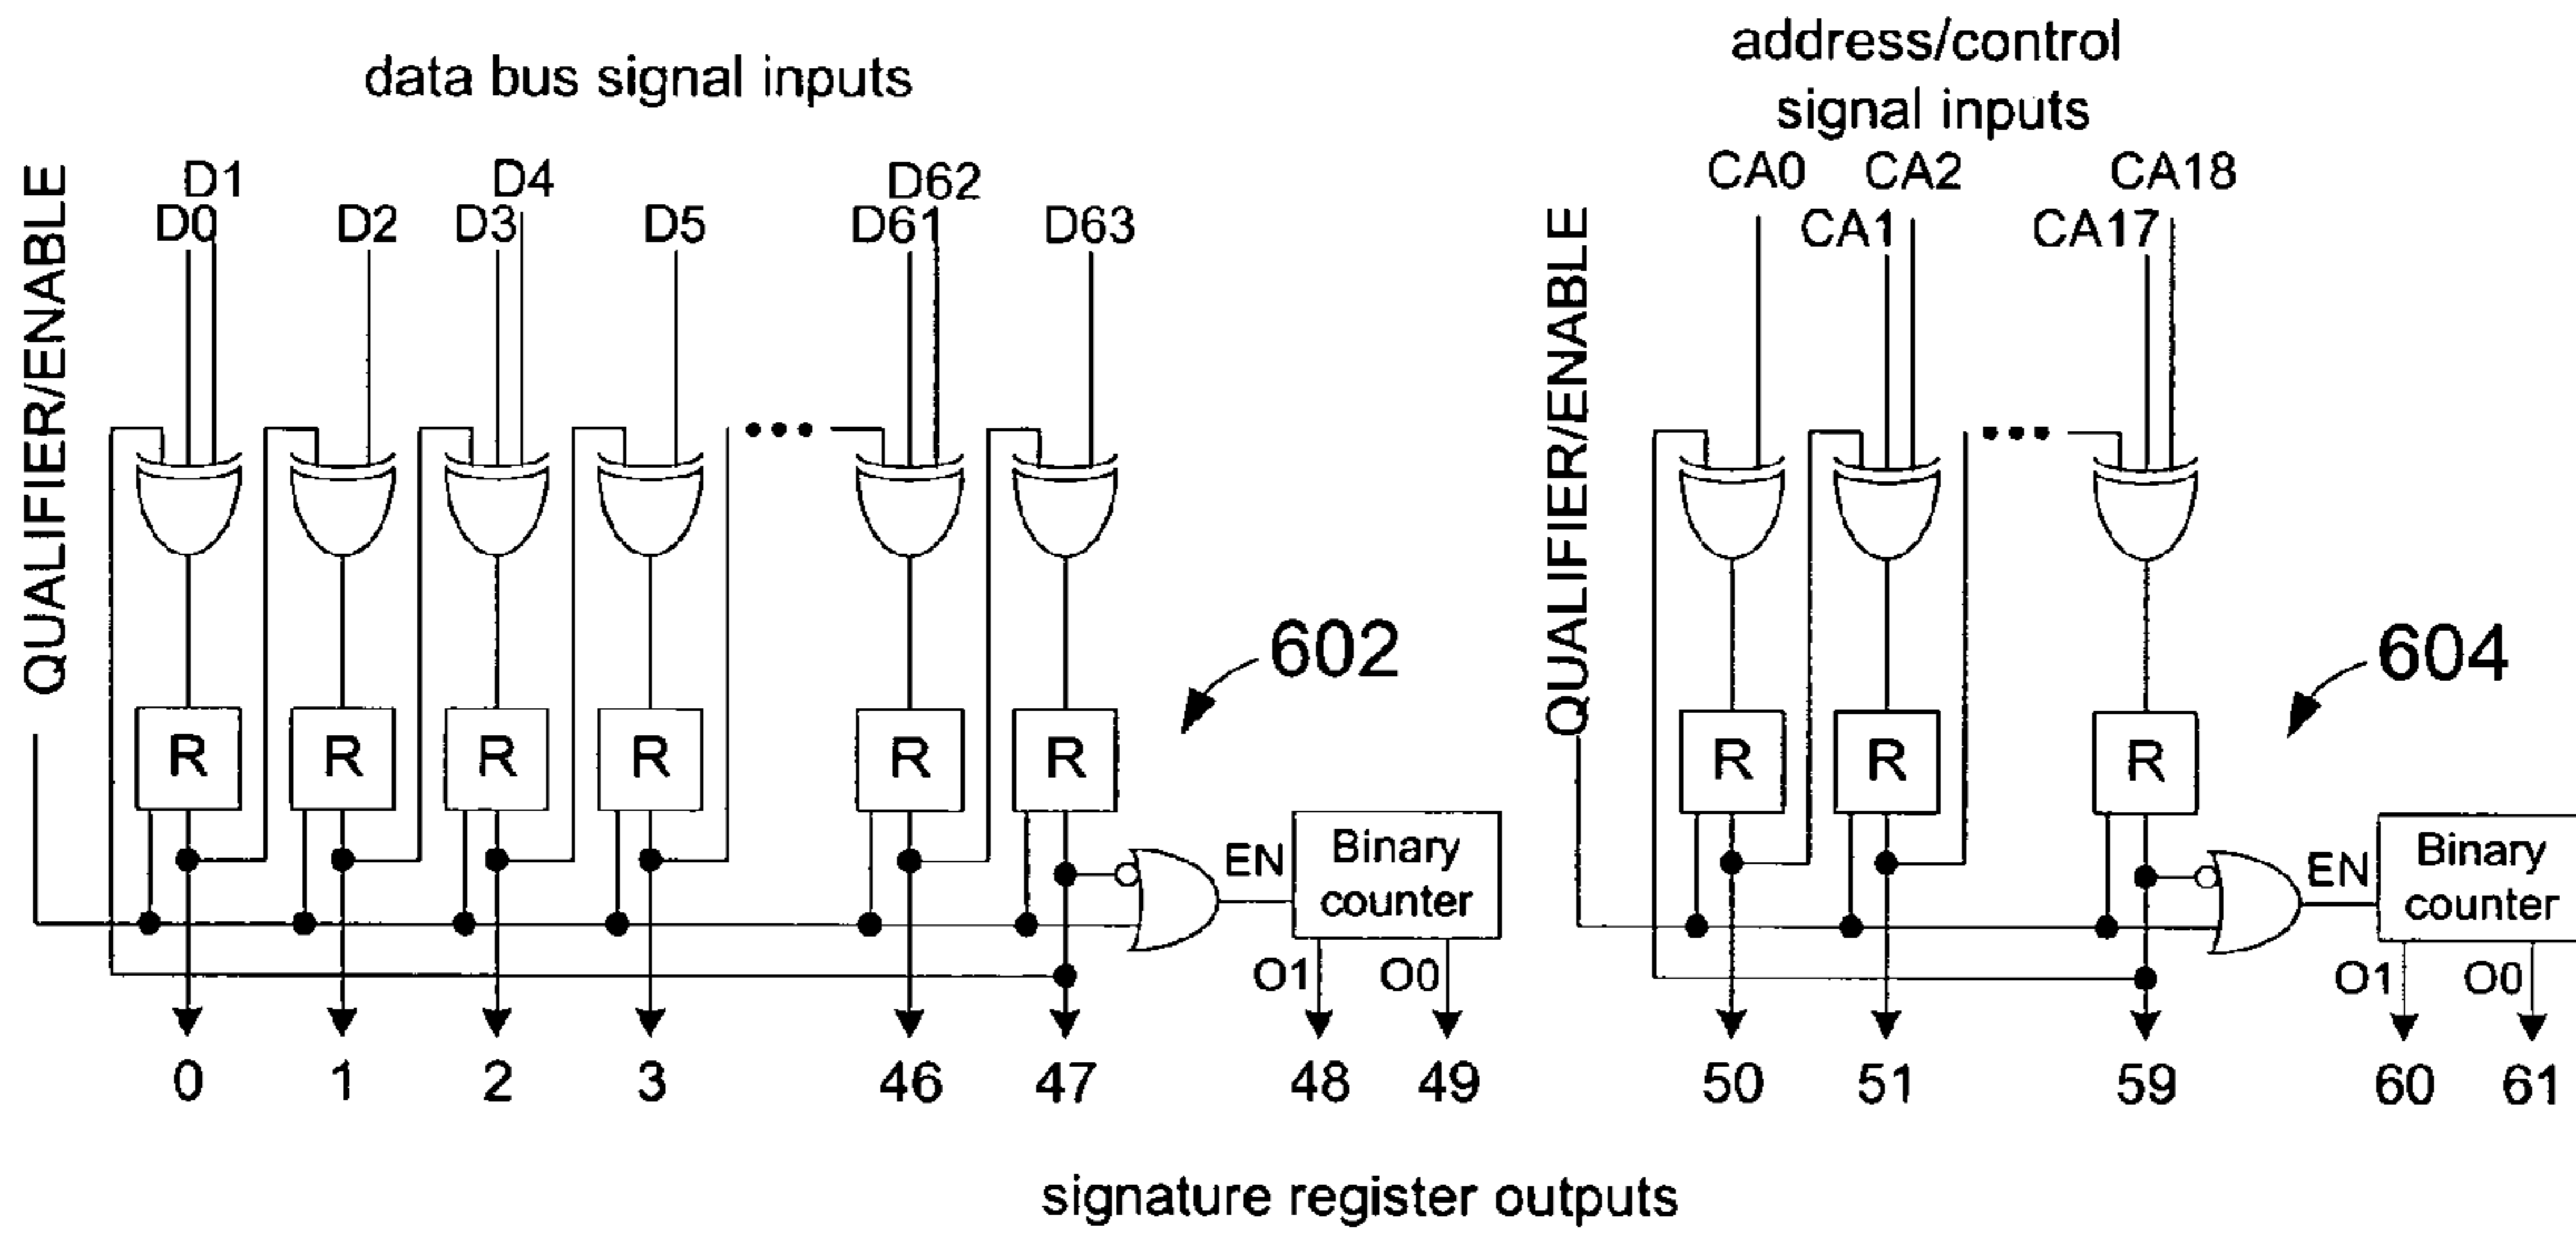 data bus signal inputs
address/control
signal inputs
QUALIFIER/ENABLE
D1
D0
D2
D4
D3
D5
D62
D61
D63
QUALIFIER/ENABLE
CA0
CA2
CA1
CA18
CA17
602
604
R
R
R
R
R
R
R
R
R
EN
Binary
counter
O1
O0
EN
Binary
counter
O1
O0
0
1
2
3
46
47
48
49
50
51
59
60
61
signature register outputs